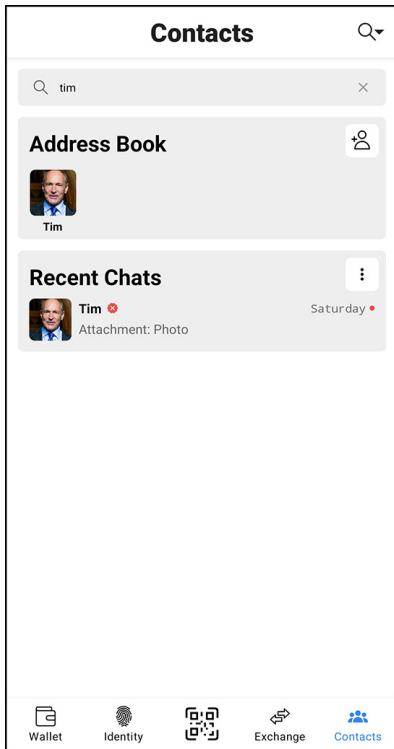 Contacts
tim
Address Book
Tim
Recent Chats
Tim
Saturday
Attachment: Photo
Wallet
Identity
Exchange
Contacts